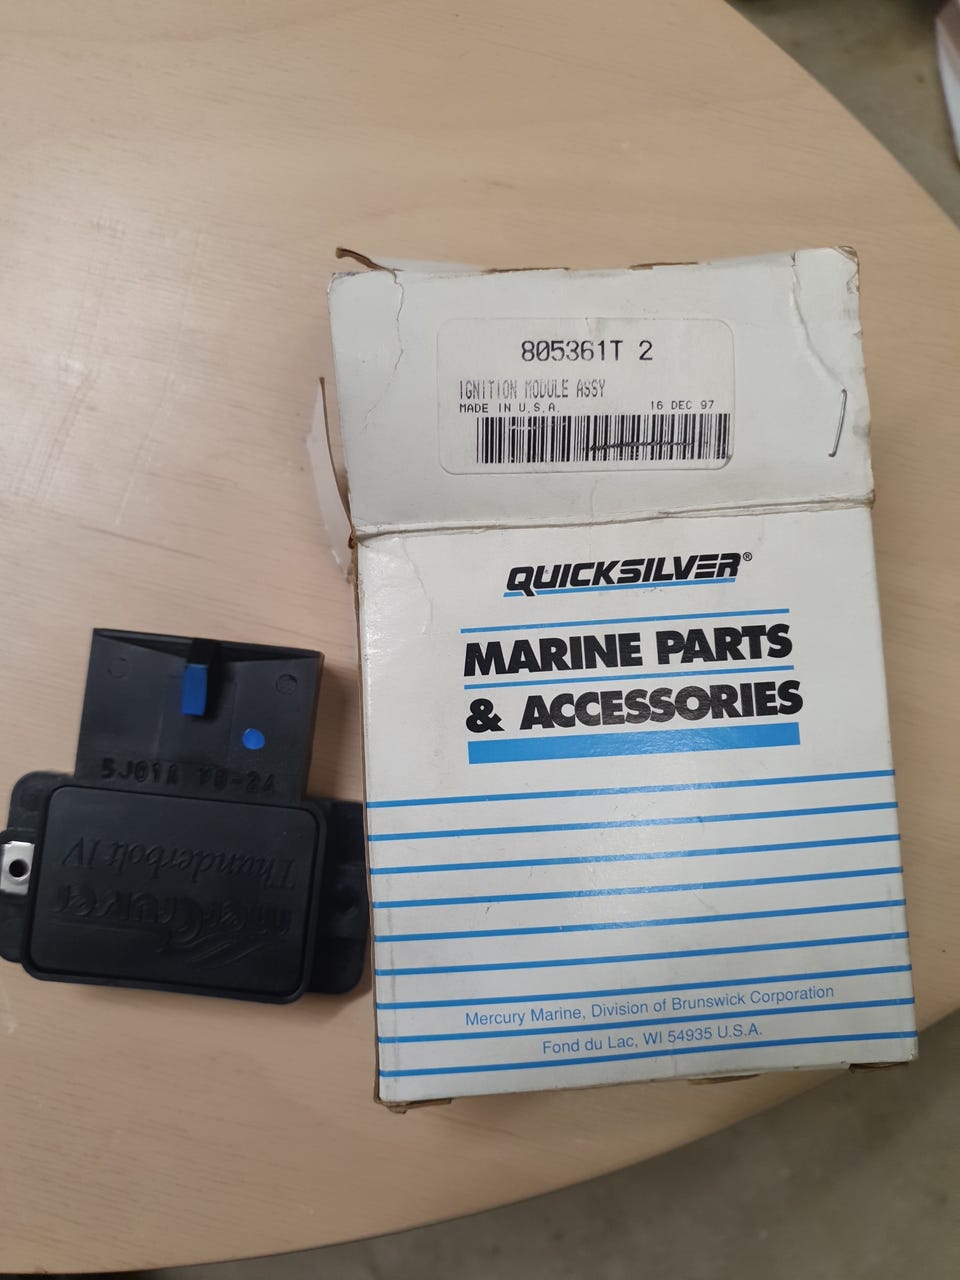 805361T 2
IGNITION MODULE ASSY
MADE IN U.S.A. 16 DEC 97
QUICKSILVER®
MARINE PARTS
& ACCESSORIES
Mercury Marine, Division of Brunswick Corporation
Fond du Lac, WI 54935 U.S.A.
5J01A
MerCruiser
Thunderbolt IV